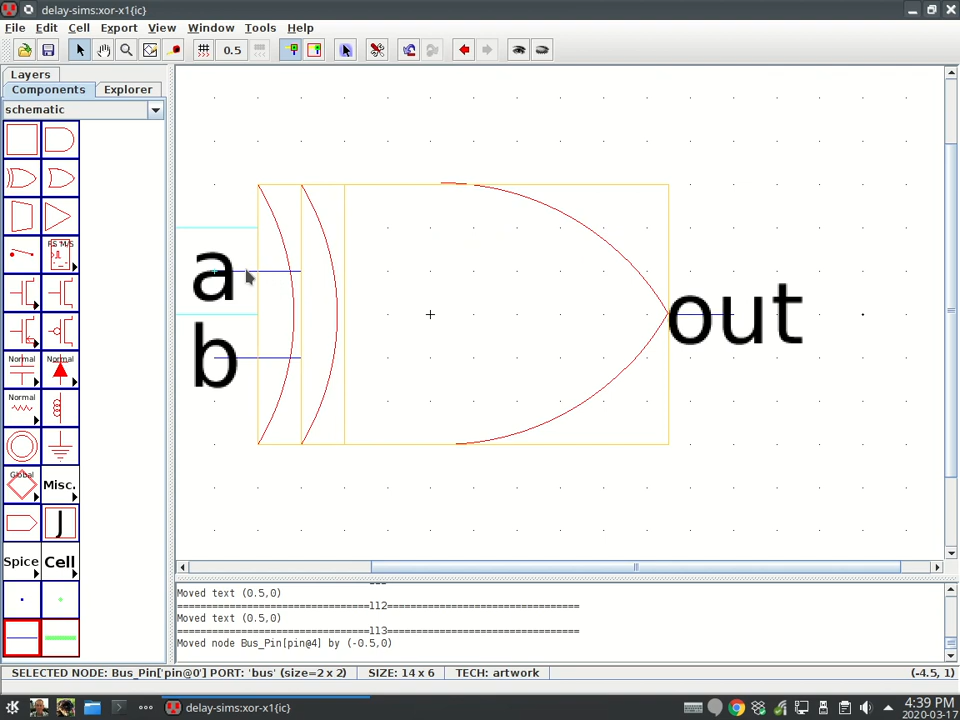 delay-sims:xor-x1{ic}
File Edit Cell Export View Window Tools Help
0.5
Layers
Components Explorer
schematic
RS M/S
Normal Normal
Normal
Global Misc.
J
Spice Cell
a
b
out
Moved text (0.5,0)
================================112================================
Moved text (0.5,0)
================================113================================
Moved node Bus_Pin[pin@4] by (-0.5,0)
SELECTED NODE: Bus_Pin['pin@0'] PORT: 'bus' (size=2 x 2) SIZE: 14 x 6 TECH: artwork (-4.5, 1)
delay-sims:xor-x1{ic} 4:39 PM
2020-03-17